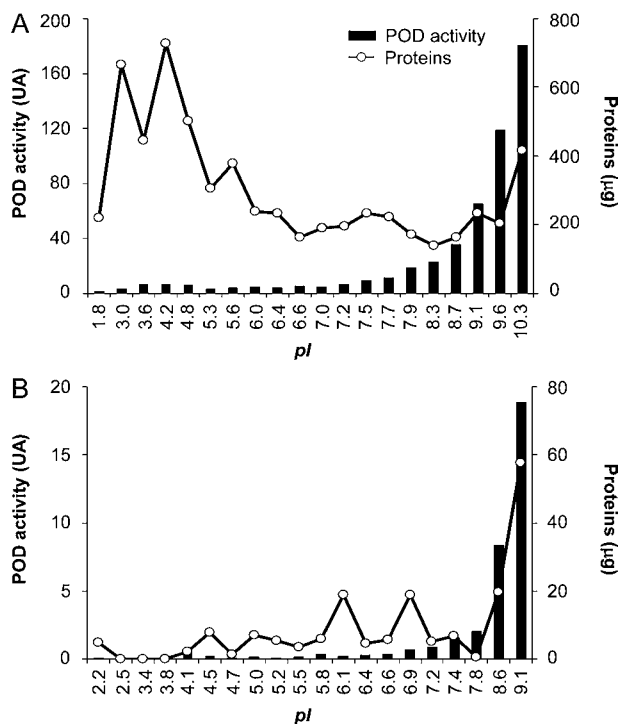 A
POD activity
Proteins
POD activity (UA)
200
160
120
80
40
0
Proteins (µg)
800
600
400
200
0
1.8 3.0 3.6 4.2 4.8 5.3 5.6 6.0 6.4 6.6 7.0 7.2 7.5 7.7 7.9 8.3 8.7 9.1 9.6 10.3
pI
B
POD activity (UA)
20
15
10
5
0
Proteins (µg)
80
60
40
20
0
2.2 2.5 3.4 3.8 4.1 4.5 4.7 5.0 5.2 5.5 5.8 6.1 6.4 6.6 6.9 7.2 7.4 7.8 8.6 9.1
pI